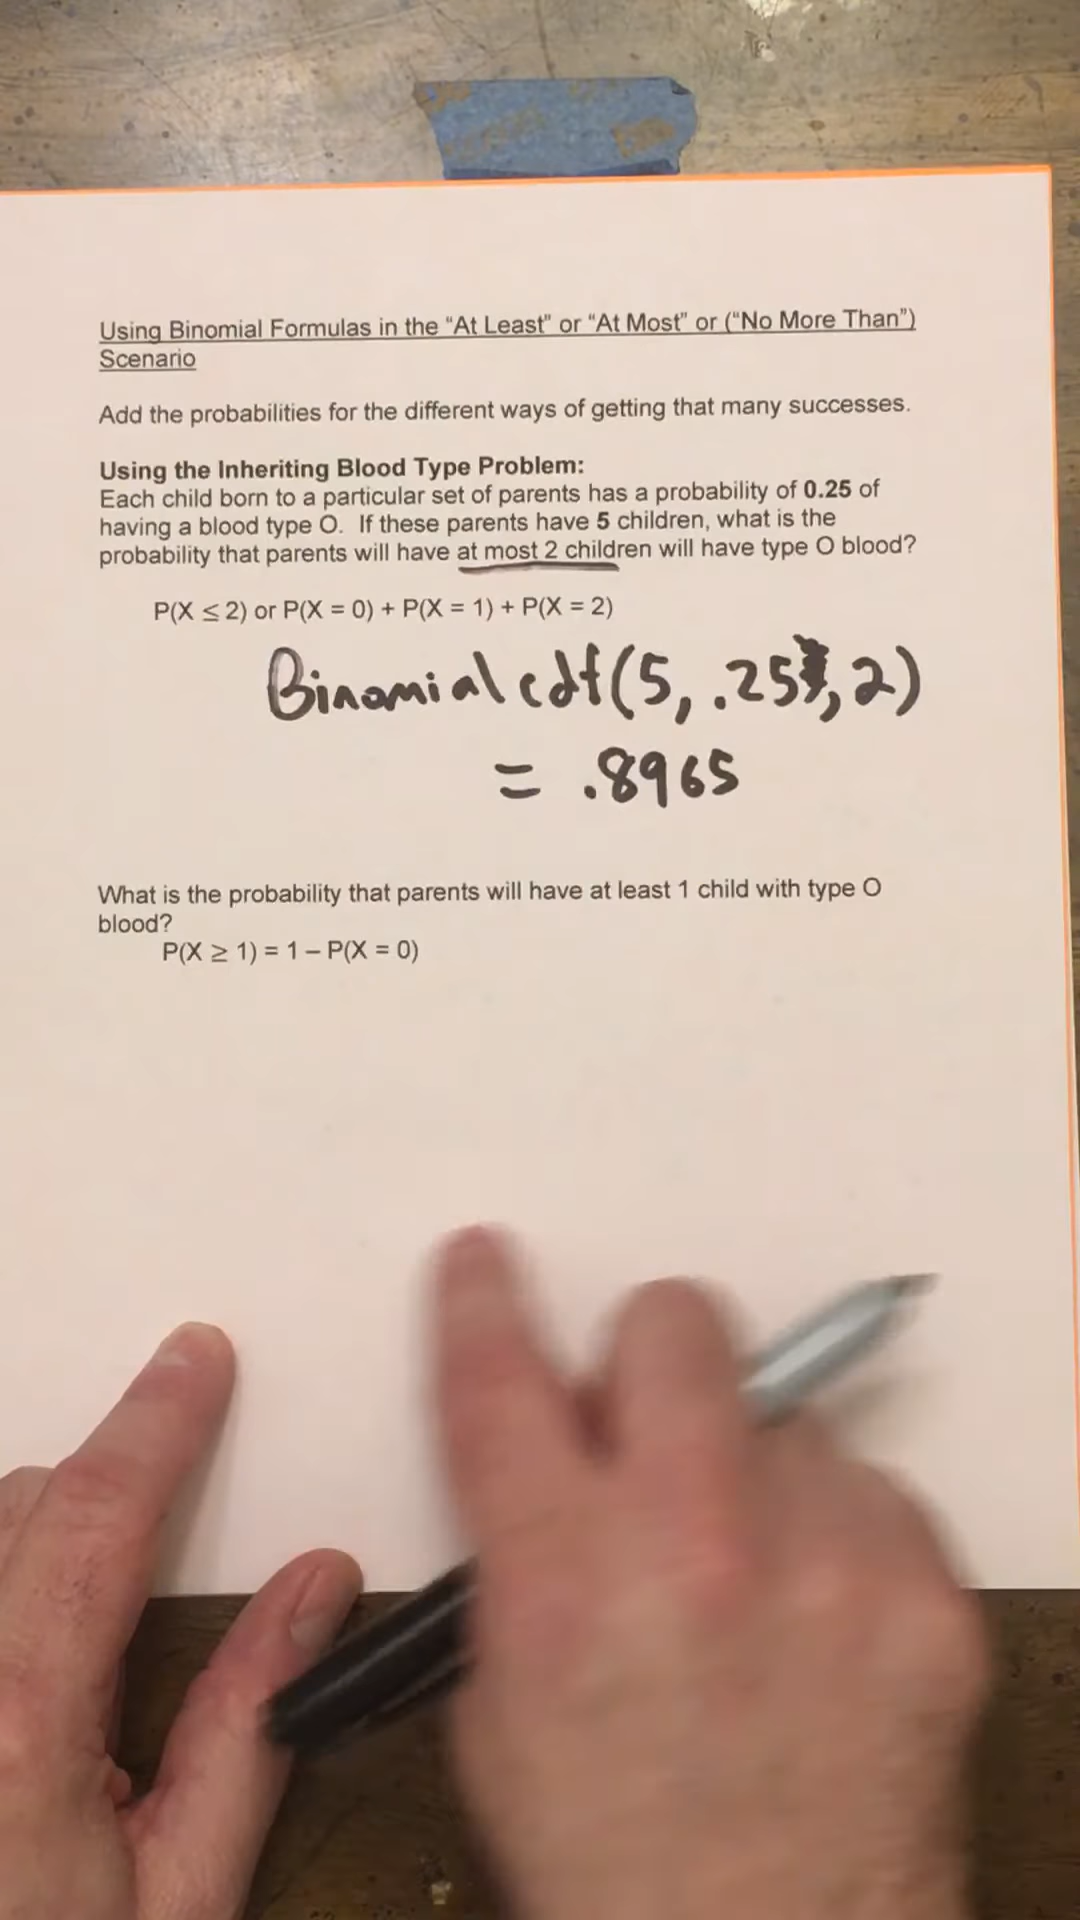 Using Binomial Formulas in the “At Least” or “At Most” or (“No More Than”)
Scenario
Add the probabilities for the different ways of getting that many successes.
Using the Inheriting Blood Type Problem:
Each child born to a particular set of parents has a probability of 0.25 of
having a blood type O. If these parents have 5 children, what is the
probability that parents will have at most 2 children will have type O blood?
P(X ≤ 2) or P(X = 0) + P(X = 1) + P(X = 2)
Binomial cdf(5, .25, 2)
= .8965
What is the probability that parents will have at least 1 child with type O
blood?
P(X ≥ 1) = 1 – P(X = 0)